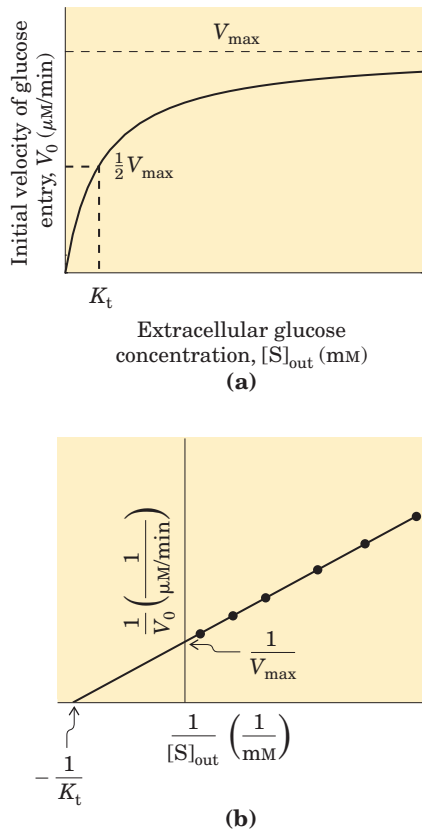 Initial velocity of glucose
entry, V₀ (μM/min)
Vmax
½Vmax
Kt
Extracellular glucose
concentration, [S]out (mM)
(a)
1/V₀ (1/μM/min)
1/Vmax
1/[S]out (1/mM)
−1/Kt
(b)